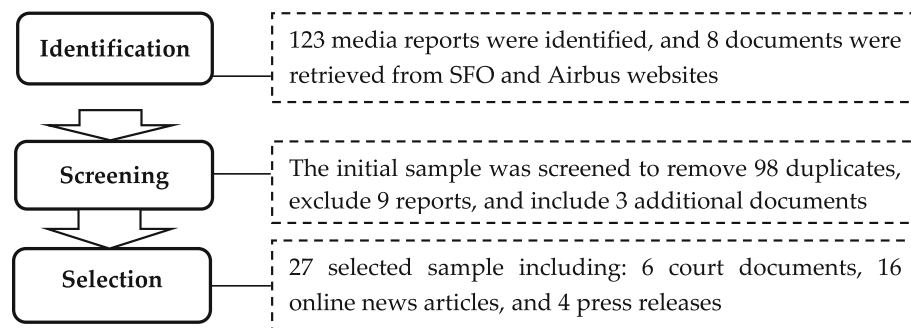 Identification
123 media reports were identified, and 8 documents were
retrieved from SFO and Airbus websites
Screening
The initial sample was screened to remove 98 duplicates,
exclude 9 reports, and include 3 additional documents
Selection
27 selected sample including: 6 court documents, 16
online news articles, and 4 press releases